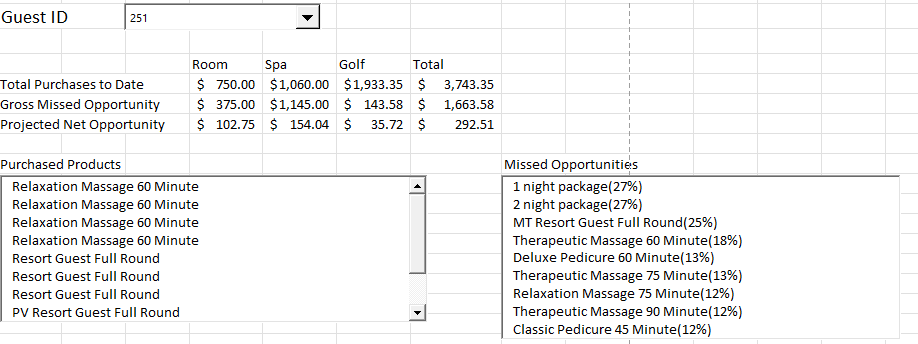 Guest ID 251
Room Spa Golf Total
Total Purchases to Date $ 750.00 $1,060.00 $1,933.35 $ 3,743.35
Gross Missed Opportunity $ 375.00 $1,145.00 $ 143.58 $ 1,663.58
Projected Net Opportunity $ 102.75 $ 154.04 $ 35.72 $ 292.51
Purchased Products
Relaxation Massage 60 Minute
Relaxation Massage 60 Minute
Relaxation Massage 60 Minute
Relaxation Massage 60 Minute
Resort Guest Full Round
Resort Guest Full Round
Resort Guest Full Round
PV Resort Guest Full Round
Missed Opportunities
1 night package(27%)
2 night package(27%)
MT Resort Guest Full Round(25%)
Therapeutic Massage 60 Minute(18%)
Deluxe Pedicure 60 Minute(13%)
Therapeutic Massage 75 Minute(13%)
Relaxation Massage 75 Minute(12%)
Therapeutic Massage 90 Minute(12%)
Classic Pedicure 45 Minute(12%)